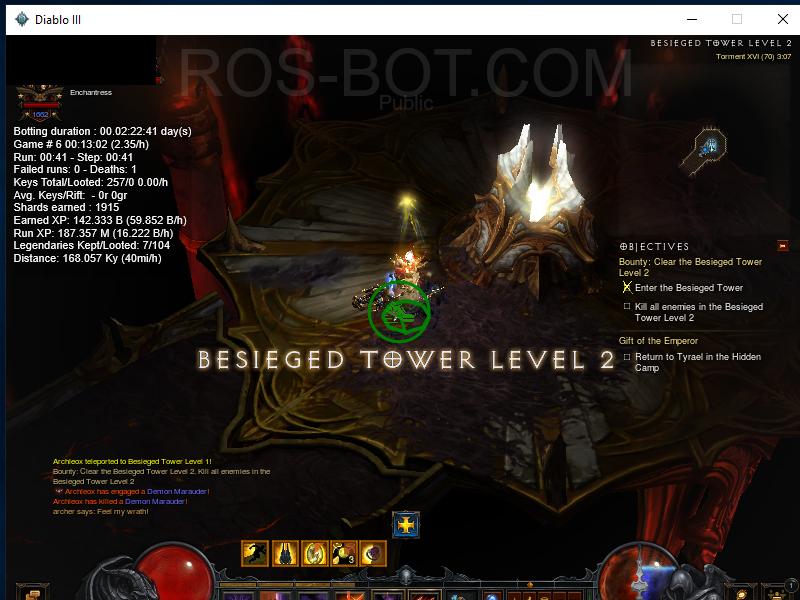 Diablo III
BESIEGED TOWER LEVEL 2
Torment XVI (70) 3:07
ROS-BOT.COM
Public
Enchantress
1662
Botting duration : 00.02:22:41 day(s)
Game # 6 00:13:02 (2.35/h)
Run: 00:41 - Step: 00:41
Failed runs: 0 - Deaths: 1
Keys Total/Looted: 257/0 0.00/h
Avg. Keys/Rift: - 0r 0gr
Shards earned : 1915
Earned XP: 142.333 B (59.852 B/h)
Run XP: 187.357 M (16.222 B/h)
Legendaries Kept/Looted: 7/104
Distance: 168.057 Ky (40mi/h)
OBJECTIVES
Bounty: Clear the Besieged Tower
Level 2
Enter the Besieged Tower
Kill all enemies in the Besieged
Tower Level 2
Gift of the Emperor
Return to Tyrael in the Hidden
Camp
BESIEGED TOWER LEVEL 2
Archleox teleported to Besieged Tower Level 1!
Bounty: Clear the Besieged Tower Level 2. Kill all enemies in the
Besieged Tower Level 2
Archleox has engaged a Demon Marauder!
Archleox has killed a Demon Marauder!
archer says: Feel my wrath!
3
1